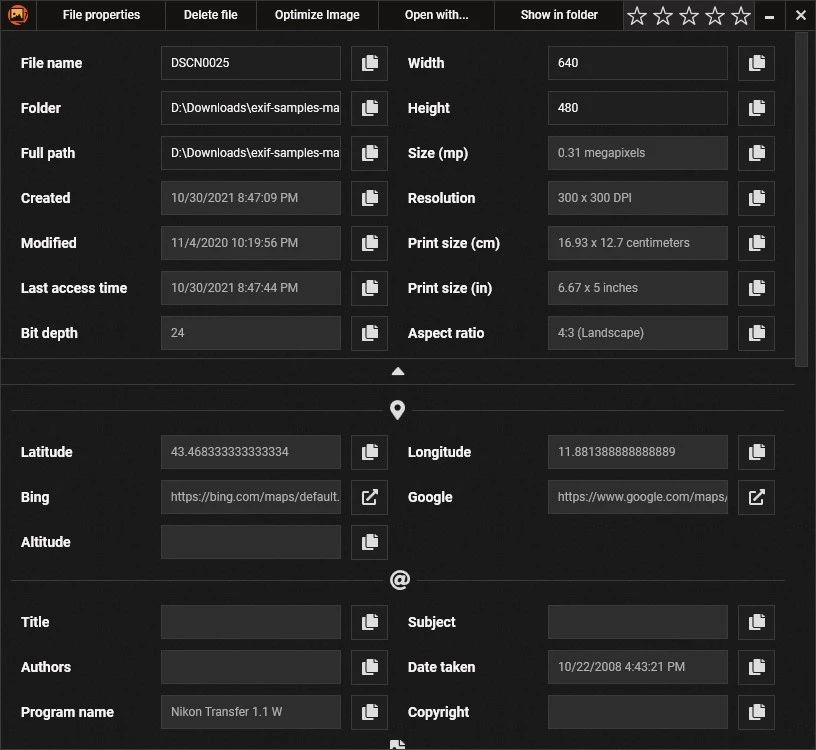 File properties Delete file Optimize Image Open with... Show in folder
File name DSCN0025 Width 640
Folder D:\Downloads\exif-samples-ma Height 480
Full path D:\Downloads\exif-samples-ma Size (mp) 0.31 megapixels
Created 10/30/2021 8:47:09 PM Resolution 300 x 300 DPI
Modified 11/4/2020 10:19:56 PM Print size (cm) 16.93 x 12.7 centimeters
Last access time 10/30/2021 8:47:44 PM Print size (in) 6.67 x 5 inches
Bit depth 24 Aspect ratio 4:3 (Landscape)
Latitude 43.468333333333334 Longitude 11.881388888888889
Bing https://bing.com/maps/default. Google https://www.google.com/maps/
Altitude
@
Title Subject
Authors Date taken 10/22/2008 4:43:21 PM
Program name Nikon Transfer 1.1 W Copyright